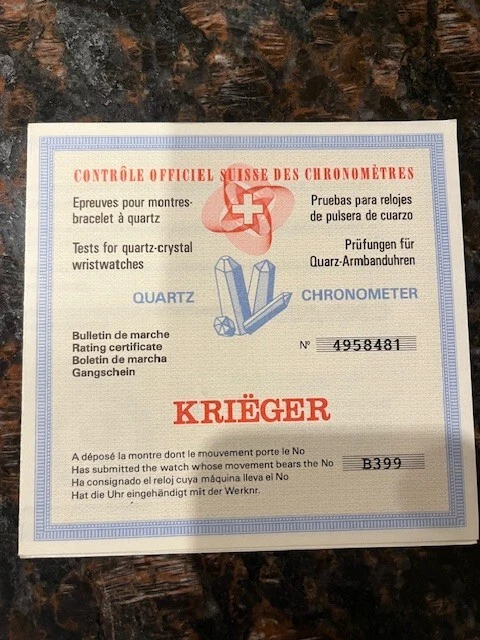 CONTRÔLE OFFICIEL SUISSE DES CHRONOMÈTRES
Epreuves pour montres-
bracelet à quartz
Pruebas para relojes
de pulsera de cuarzo
Tests for quartz-crystal
wristwatches
Prüfungen für
Quarz-Armbanduhren
QUARTZ CHRONOMETER
Bulletin de marche
Rating certificate
Boletin de marcha
Gangschein
Nº 4958481
KRIËGER
A déposé la montre dont le mouvement porte le No
Has submitted the watch whose movement bears the No
Ha consignado el reloj cuya mâquina lleva el No
Hat die Uhr eingehändigt mit der Werknr.
B399